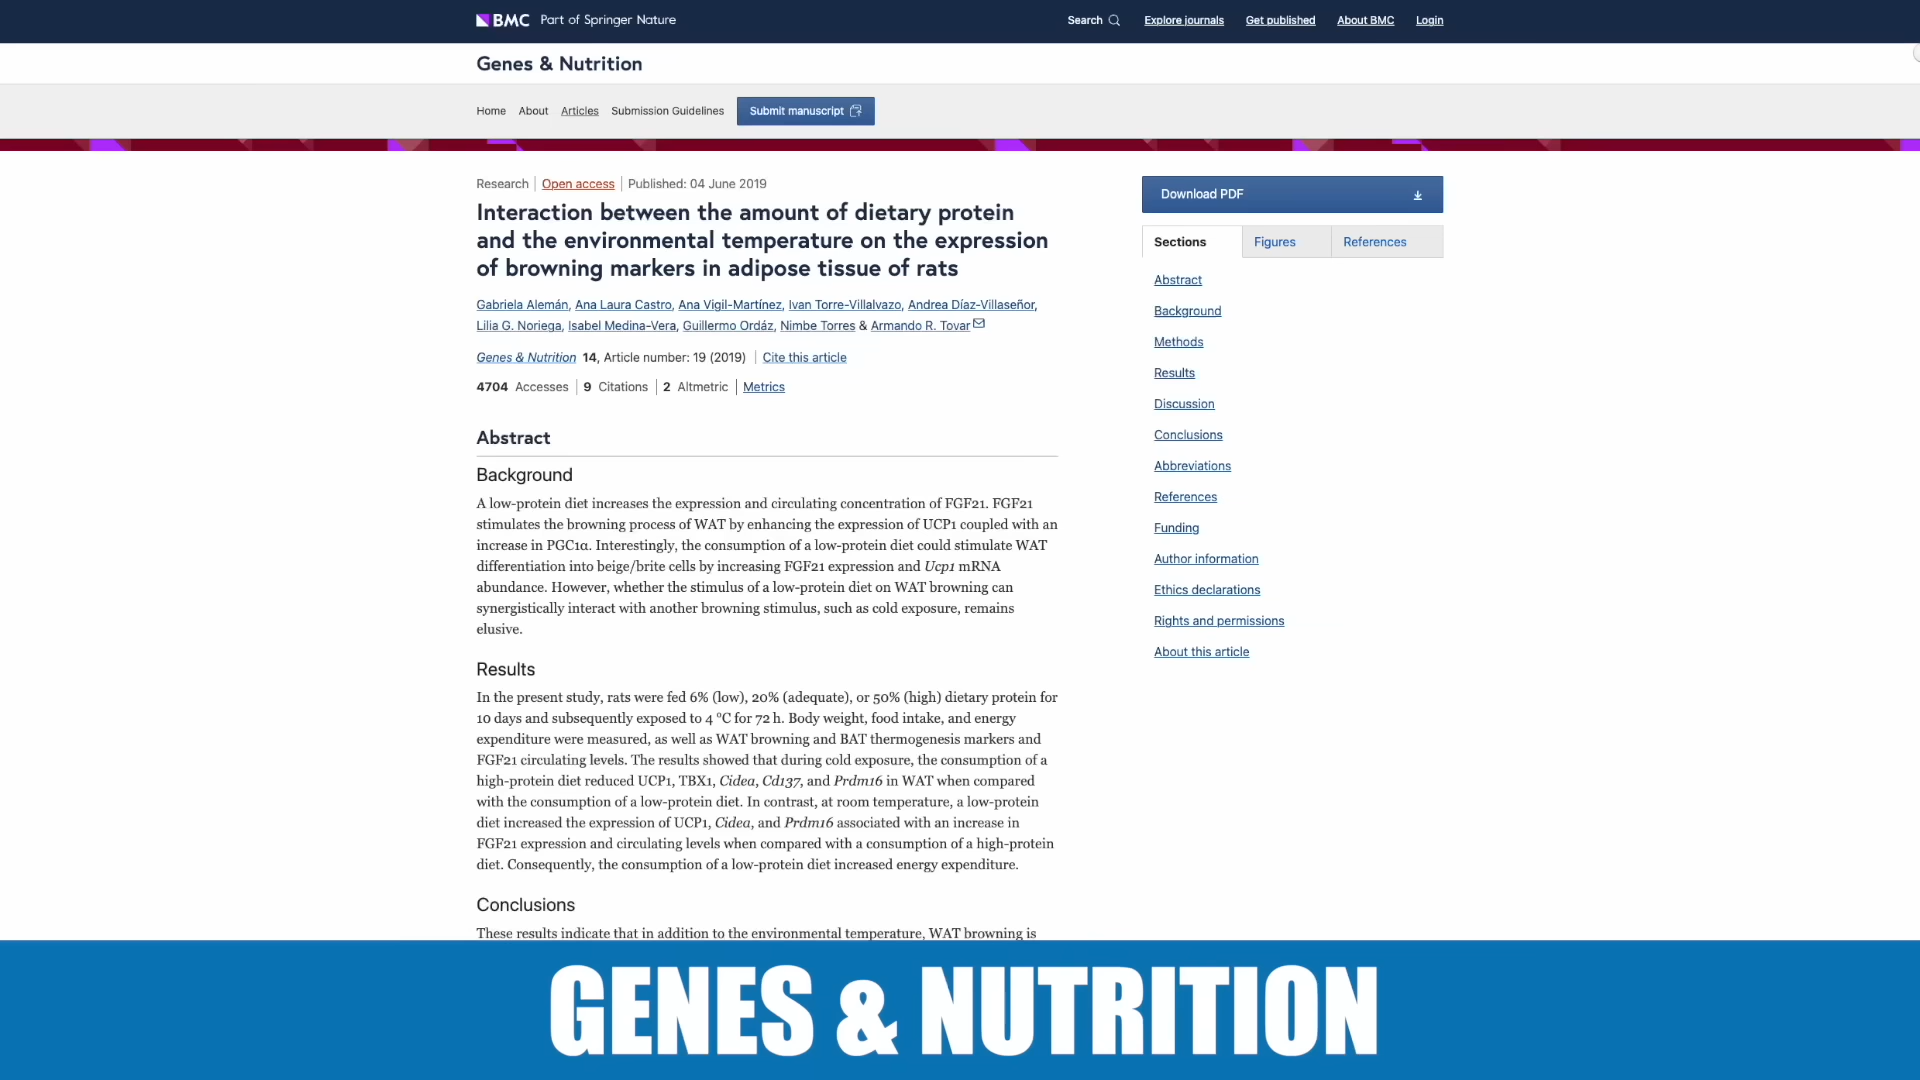 BMC Part of Springer Nature
Search Explore journals Get published About BMC Login
Genes & Nutrition
Home About Articles Submission Guidelines Submit manuscript
Research Open access Published: 04 June 2019
Interaction between the amount of dietary protein
and the environmental temperature on the expression
of browning markers in adipose tissue of rats
Gabriela Alemán, Ana Laura Castro, Ana Vigil-Martínez, Ivan Torre-Villalvazo, Andrea Díaz-Villaseñor,
Lilia G. Noriega, Isabel Medina-Vera, Guillermo Ordáz, Nimbe Torres & Armando R. Tovar
Genes & Nutrition 14, Article number: 19 (2019) Cite this article
4704 Accesses 9 Citations 2 Altmetric Metrics
Abstract
Background
A low-protein diet increases the expression and circulating concentration of FGF21. FGF21
stimulates the browning process of WAT by enhancing the expression of UCP1 coupled with an
increase in PGC1α. Interestingly, the consumption of a low-protein diet could stimulate WAT
differentiation into beige/brite cells by increasing FGF21 expression and Ucp1 mRNA
abundance. However, whether the stimulus of a low-protein diet on WAT browning can
synergistically interact with another browning stimulus, such as cold exposure, remains
elusive.
Results
In the present study, rats were fed 6% (low), 20% (adequate), or 50% (high) dietary protein for
10 days and subsequently exposed to 4 °C for 72 h. Body weight, food intake, and energy
expenditure were measured, as well as WAT browning and BAT thermogenesis markers and
FGF21 circulating levels. The results showed that during cold exposure, the consumption of a
high-protein diet reduced UCP1, TBX1, Cidea, Cd137, and Prdm16 in WAT when compared
with the consumption of a low-protein diet. In contrast, at room temperature, a low-protein
diet increased the expression of UCP1, Cidea, and Prdm16 associated with an increase in
FGF21 expression and circulating levels when compared with a consumption of a high-protein
diet. Consequently, the consumption of a low-protein diet increased energy expenditure.
Conclusions
These results indicate that in addition to the environmental temperature, WAT browning is
Download PDF
Sections Figures References
Abstract
Background
Methods
Results
Discussion
Conclusions
Abbreviations
References
Funding
Author information
Ethics declarations
Rights and permissions
About this article
GENES & NUTRITION